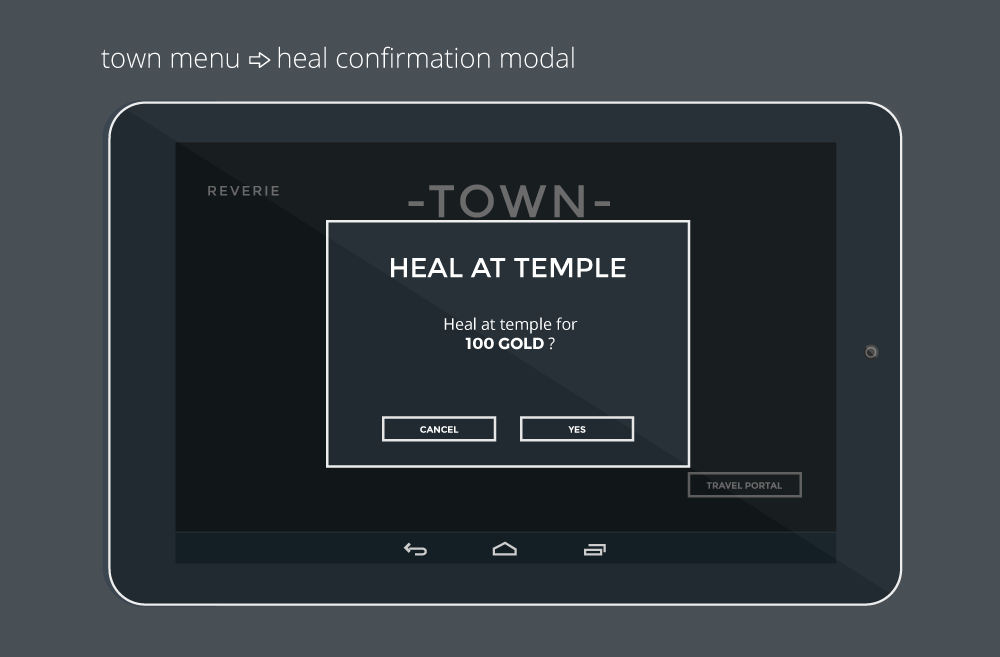 town menu ⇨ heal confirmation modal
REVERIE
-TOWN-
HEAL AT TEMPLE
Heal at temple for
100 GOLD ?
CANCEL
YES
TRAVEL PORTAL